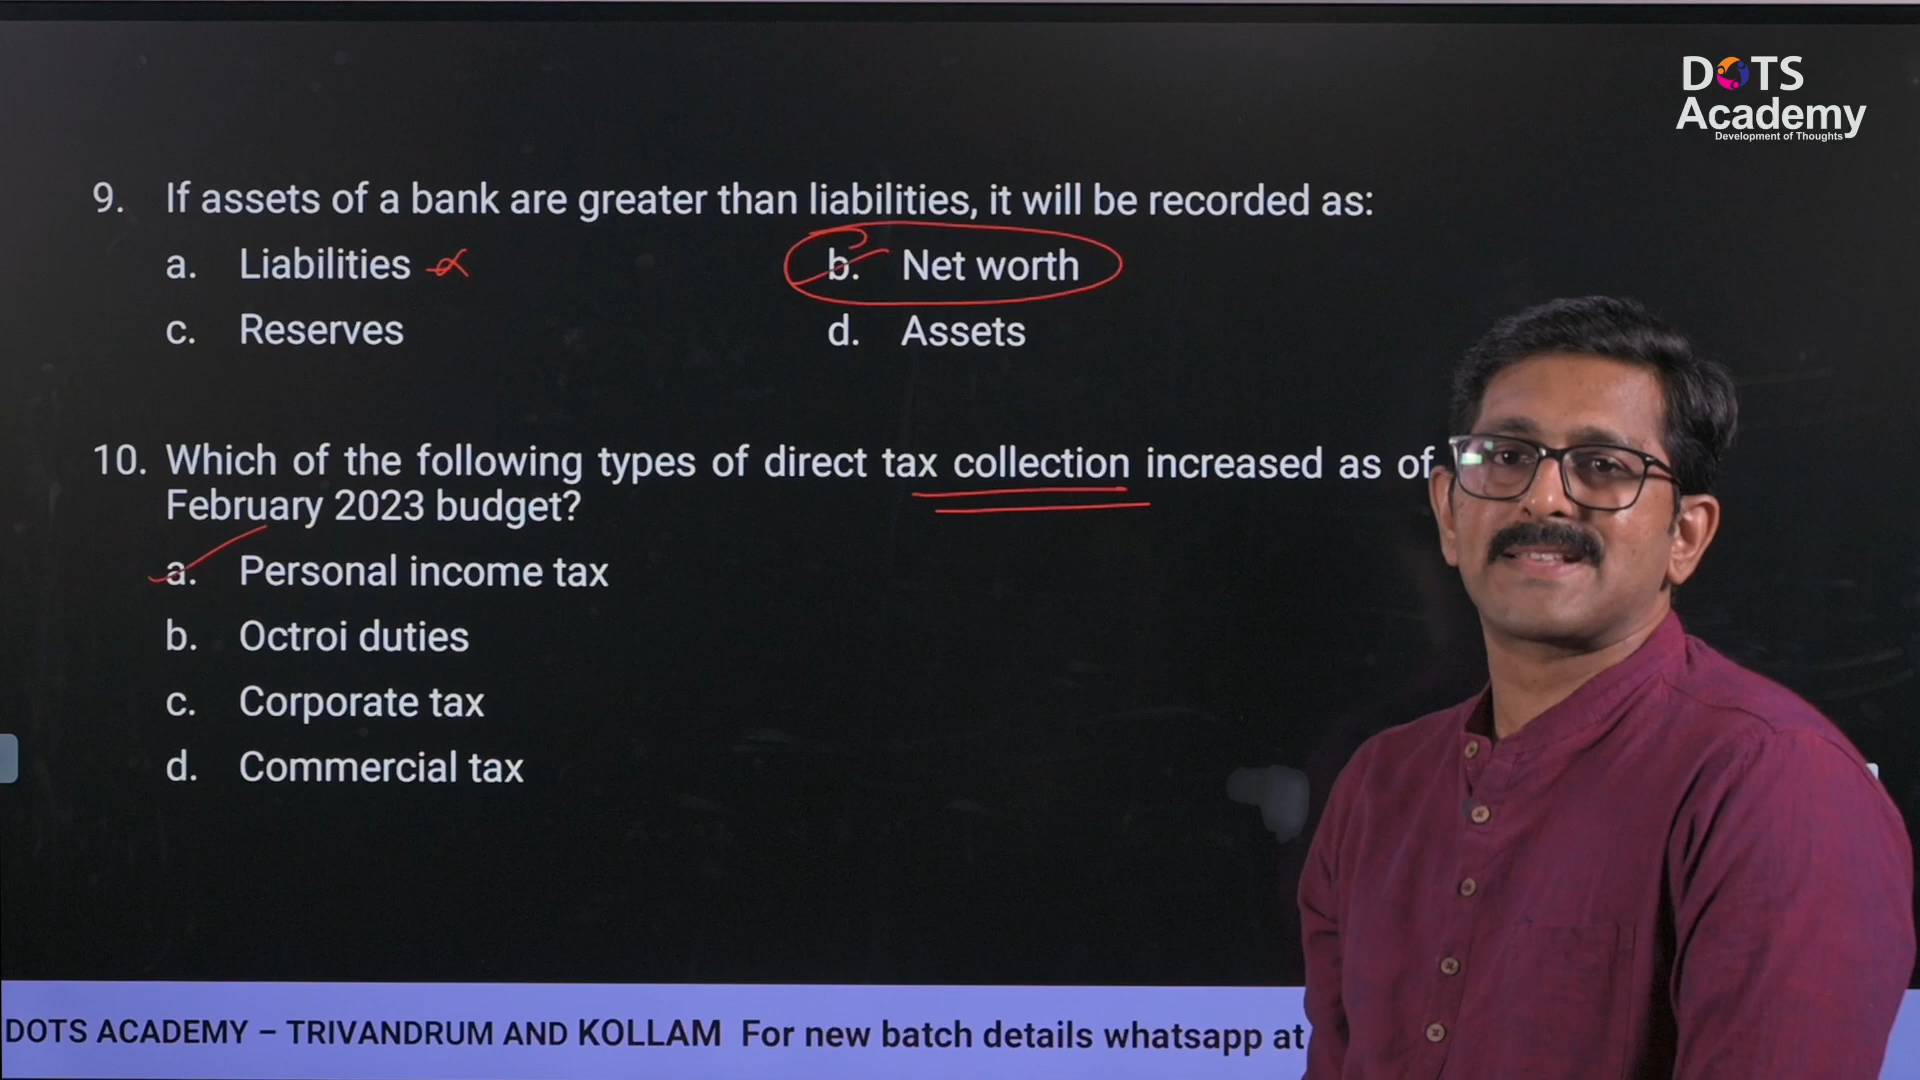 DOTS
Academy
Development of Thoughts
9. If assets of a bank are greater than liabilities, it will be recorded as:
a. Liabilities
b. Net worth
c. Reserves
d. Assets
10. Which of the following types of direct tax collection increased as of
February 2023 budget?
a. Personal income tax
b. Octroi duties
c. Corporate tax
d. Commercial tax
DOTS ACADEMY – TRIVANDRUM AND KOLLAM For new batch details whatsapp at